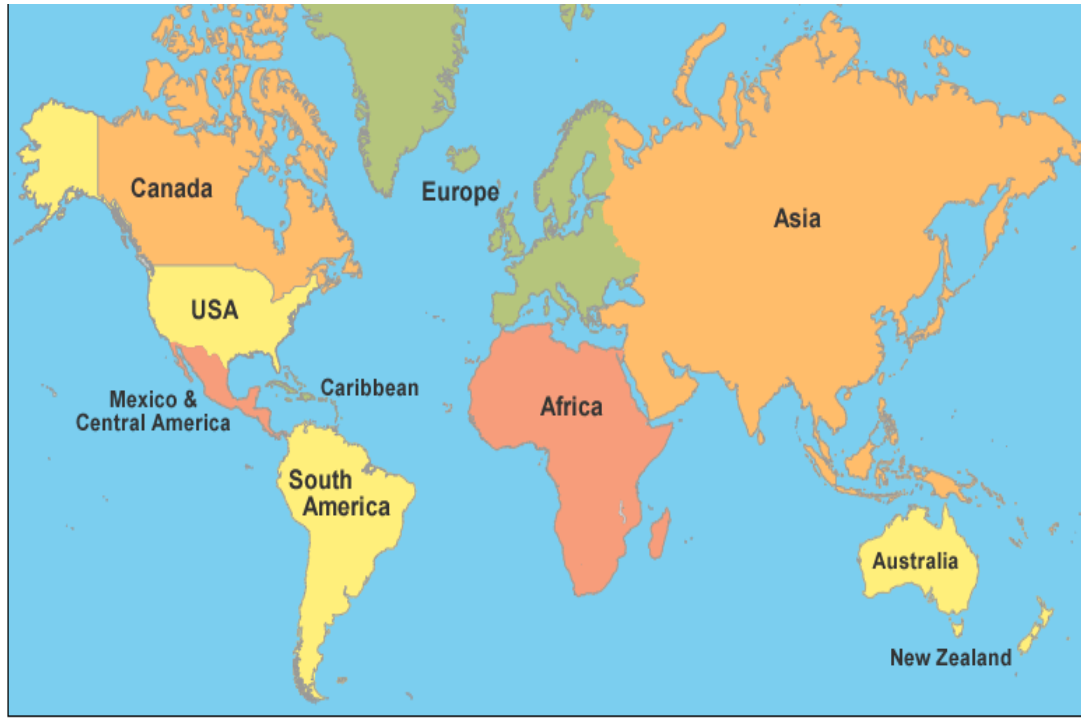 Canada
Europe
Asia
USA
Caribbean
Mexico &
Central America
Africa
South
America
Australia
New Zealand